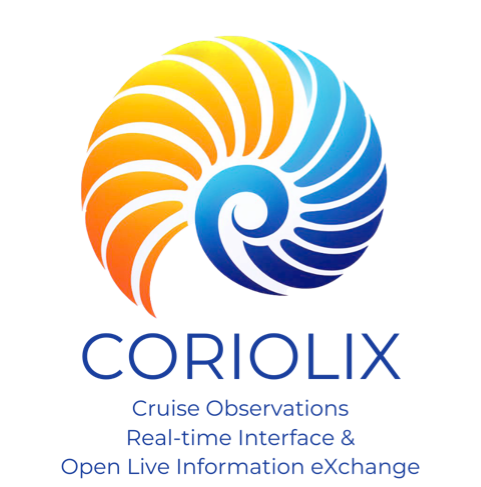 CORIOLIX
Cruise Observations
Real-time Interface &
Open Live Information eXchange